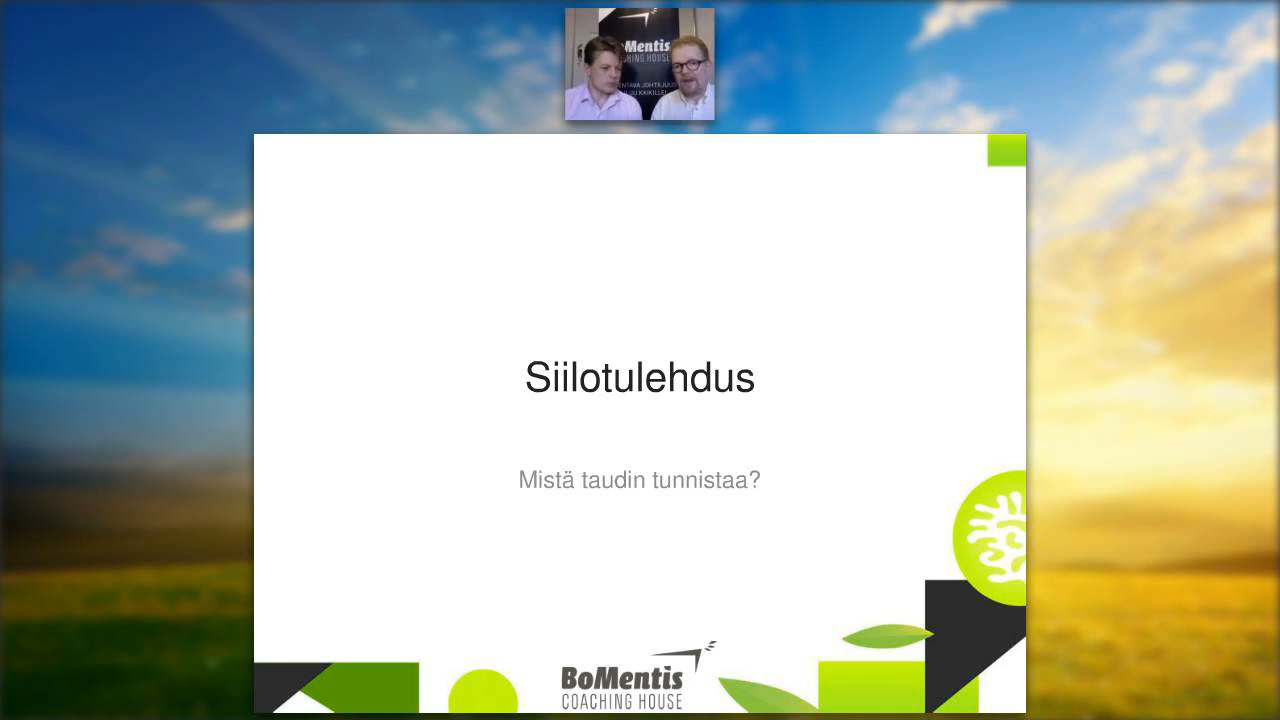 BoMentis
COACHING HOUSE
Siilotulehdus
Mistä taudin tunnistaa?
BoMentis
COACHING HOUSE